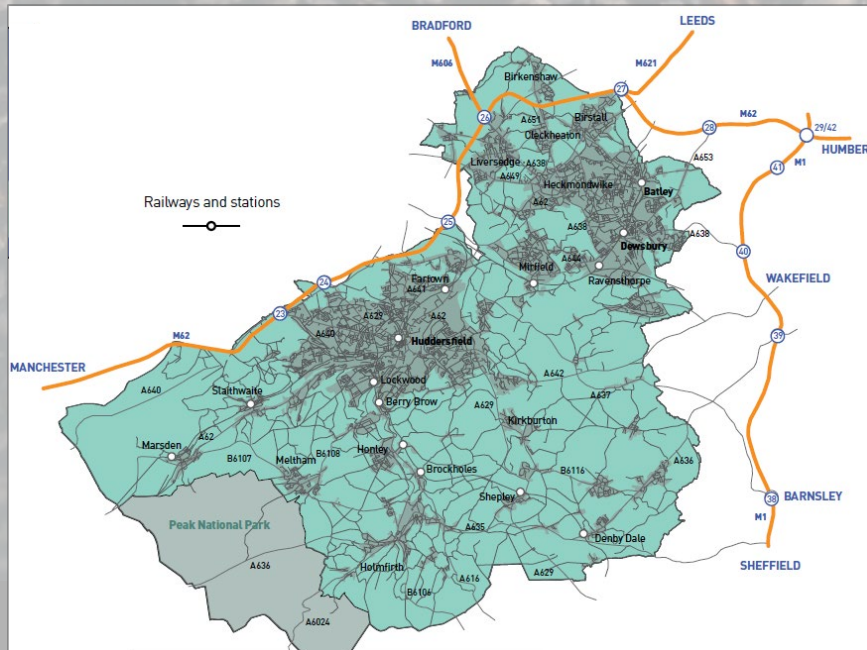 BRADFORD
LEEDS
M606
M621
Birkenshaw
27
26
A651
Birstall
Cleckheaton
28
M62
29/42
HUMBER
Liversedge
A638
A649
A653
41
M1
Heckmondwike
Batley
A62
Railways and stations
25
A638
Dewsbury
A638
40
Mirfield
A644
Ravensthorpe
WAKEFIELD
24
Fartown
A641
23
A629
A62
A640
Huddersfield
39
M62
MANCHESTER
A640
Slaithwaite
Lockwood
A642
Berry Brow
A629
A637
Kirkburton
A62
Marsden
B6107
Meltham
B6108
Honley
Brockholes
B6116
A636
Shepley
38
BARNSLEY
M1
Peak National Park
A635
Denby Dale
A636
Holmfirth
A616
A629
B6106
SHEFFIELD
A6024